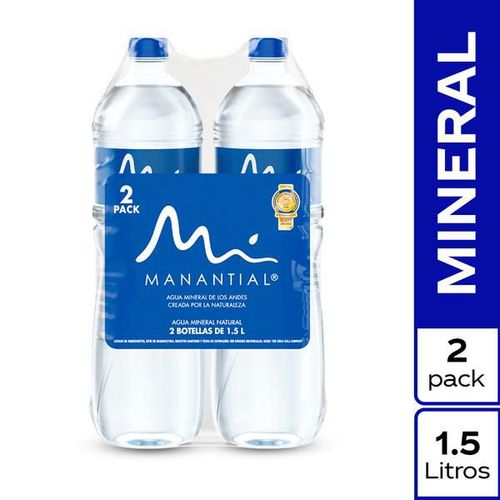 2
PACK
Mi
MANANTIAL®
AGUA MINERAL DE LOS ANDES
CREADA POR LA NATURALEZA
AGUA MINERAL NATURAL
2 BOTELLAS DE 1.5 L
MINERAL
2
pack
1.5
Litros